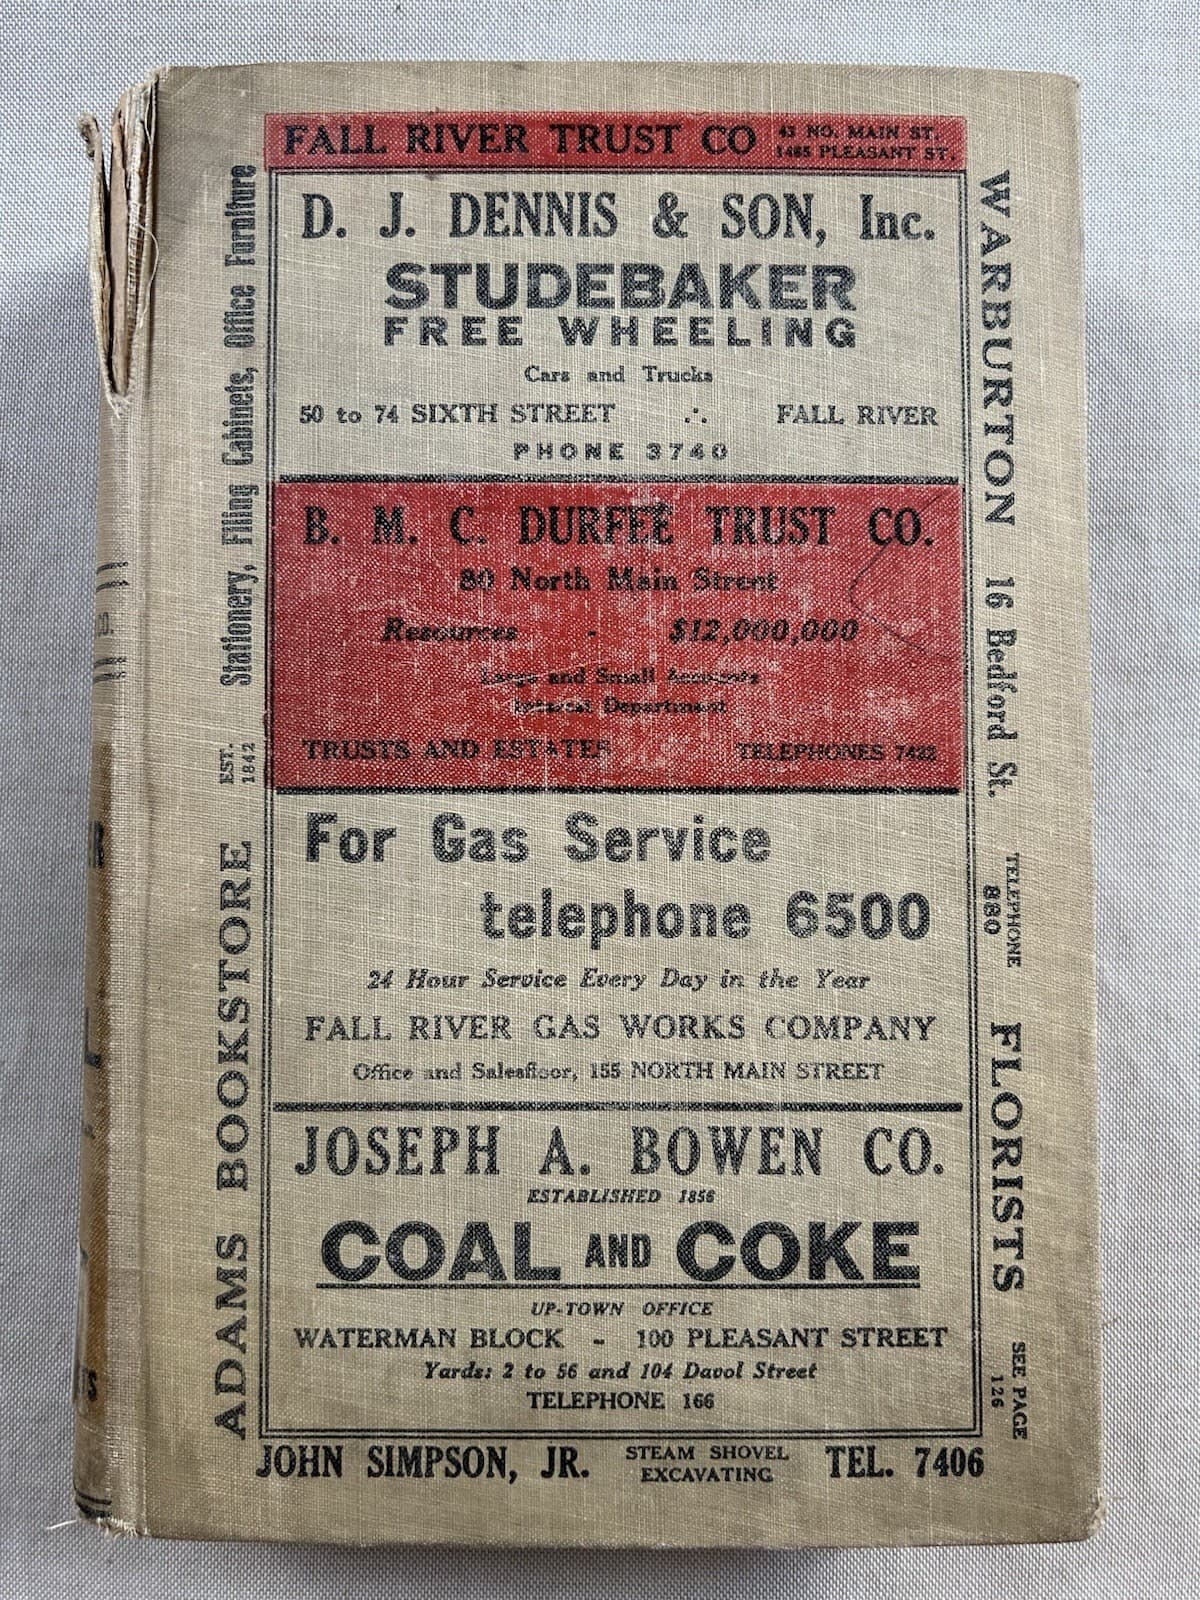 FALL RIVER TRUST CO 43 NO. MAIN ST. 1465 PLEASANT ST.
D. J. DENNIS & SON, Inc.
STUDEBAKER
FREE WHEELING
Cars and Trucks
50 to 74 SIXTH STREET ∴ FALL RIVER
PHONE 3740
B. M. C. DURFEE TRUST CO.
80 North Main Street
Resources - $12,000,000
Large and Small Accounts
Department
TRUSTS AND ESTATES TELEPHONES 7422
For Gas Service
telephone 6500
24 Hour Service Every Day in the Year
FALL RIVER GAS WORKS COMPANY
Office and Salesfloor, 155 NORTH MAIN STREET
JOSEPH A. BOWEN CO.
ESTABLISHED 1856
COAL AND COKE
UP-TOWN OFFICE
WATERMAN BLOCK - 100 PLEASANT STREET
Yards: 2 to 56 and 104 Davol Street
TELEPHONE 166
JOHN SIMPSON, JR. STEAM SHOVEL EXCAVATING TEL. 7406
ADAMS BOOKSTORE EST. 1842 Stationery, Filing Cabinets, Office Furniture
WARBURTON 16 Bedford St. TELEPHONE 880 FLORISTS SEE PAGE 126